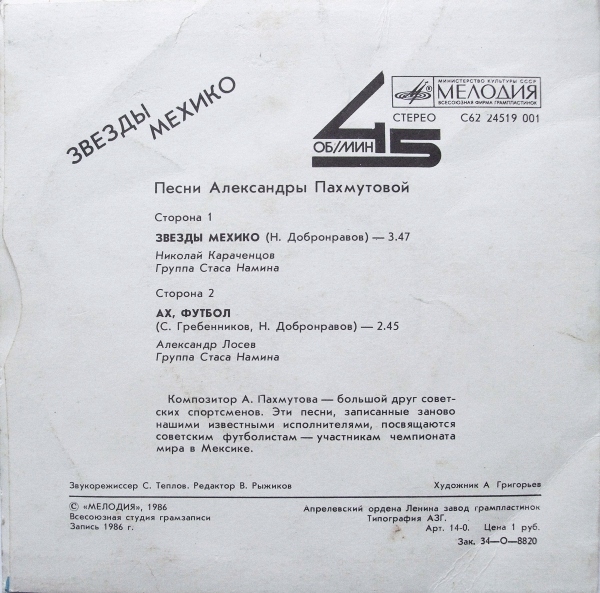 ЗВЕЗДЫ
МЕХИКО
45
ОБ/МИН
МИНИСТЕРСТВО КУЛЬТУРЫ СССР
МЕЛОДИЯ
ВСЕСОЮЗНАЯ ФИРМА ГРАМПЛАСТИНОК
СТЕРЕО С62 24519 001
Песни Александры Пахмутовой
Сторона 1
ЗВЕЗДЫ МЕХИКО (Н. Добронравов) — 3.47
Николай Караченцов
Группа Стаса Намина
Сторона 2
АХ, ФУТБОЛ
(С. Гребенников, Н. Добронравов) — 2.45
Александр Лосев
Группа Стаса Намина
Композитор А. Пахмутова — большой друг совет-
ских спортсменов. Эти песни, записанные заново
нашими известными исполнителями, посвящаются
советским футболистам — участникам чемпионата
мира в Мексике.
Звукорежиссер С. Теплов. Редактор В. Рыжиков
Художник А Григорьев
© «МЕЛОДИЯ», 1986
Всесоюзная студия грамзаписи
Запись 1986 г.
Апрелевский ордена Ленина завод грампластинок
Типография АЗГ.
Арт. 14-0. Цена 1 руб.
Зак. 34—О—8820